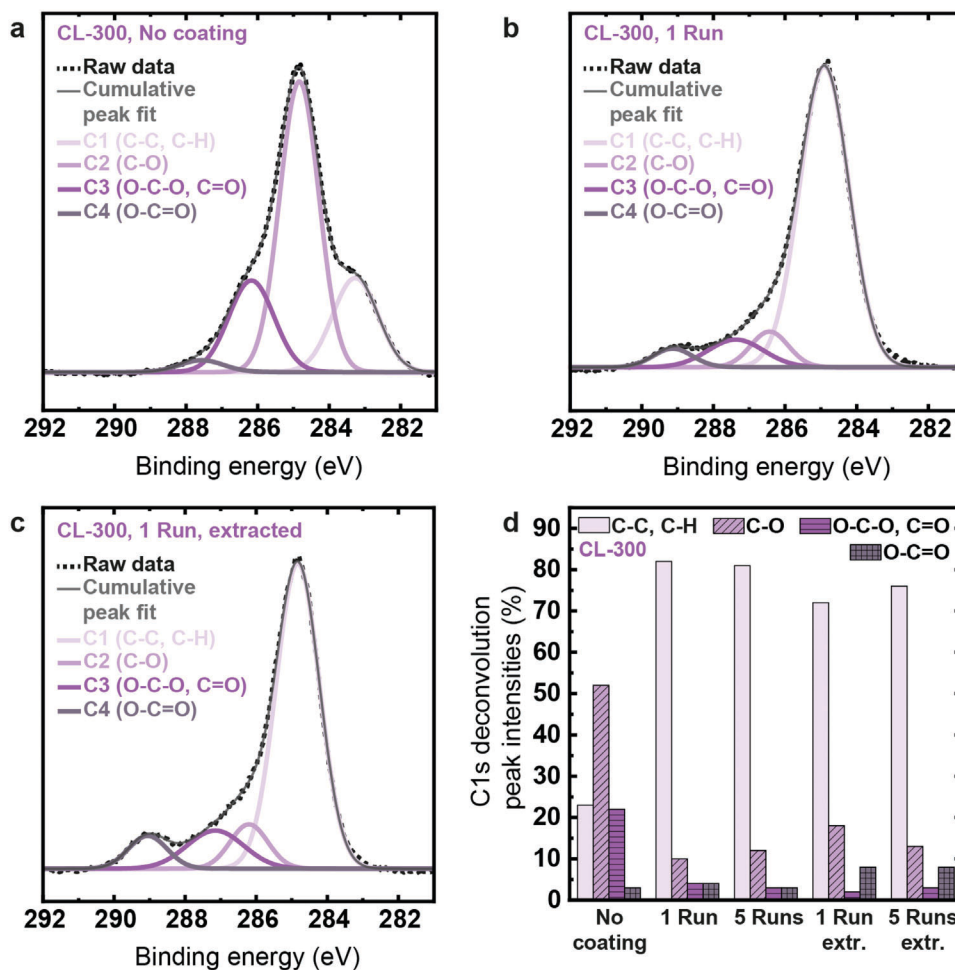 a
CL-300, No coating
Raw data
Cumulative
peak fit
C1 (C-C, C-H)
C2 (C-O)
C3 (O-C-O, C=O)
C4 (O-C=O)
292 290 288 286 284 282
Binding energy (eV)
b
CL-300, 1 Run
Raw data
Cumulative
peak fit
C1 (C-C, C-H)
C2 (C-O)
C3 (O-C-O, C=O)
C4 (O-C=O)
292 290 288 286 284 282
Binding energy (eV)
c
CL-300, 1 Run, extracted
Raw data
Cumulative
peak fit
C1 (C-C, C-H)
C2 (C-O)
C3 (O-C-O, C=O)
C4 (O-C=O)
292 290 288 286 284 282
Binding energy (eV)
d
C-C, C-H C-O O-C-O, C=O
O-C=O
CL-300
C1s deconvolution
peak intensities (%)
90
80
70
60
50
40
30
20
10
0
No 1 Run 5 Runs 1 Run 5 Runs
coating extr. extr.